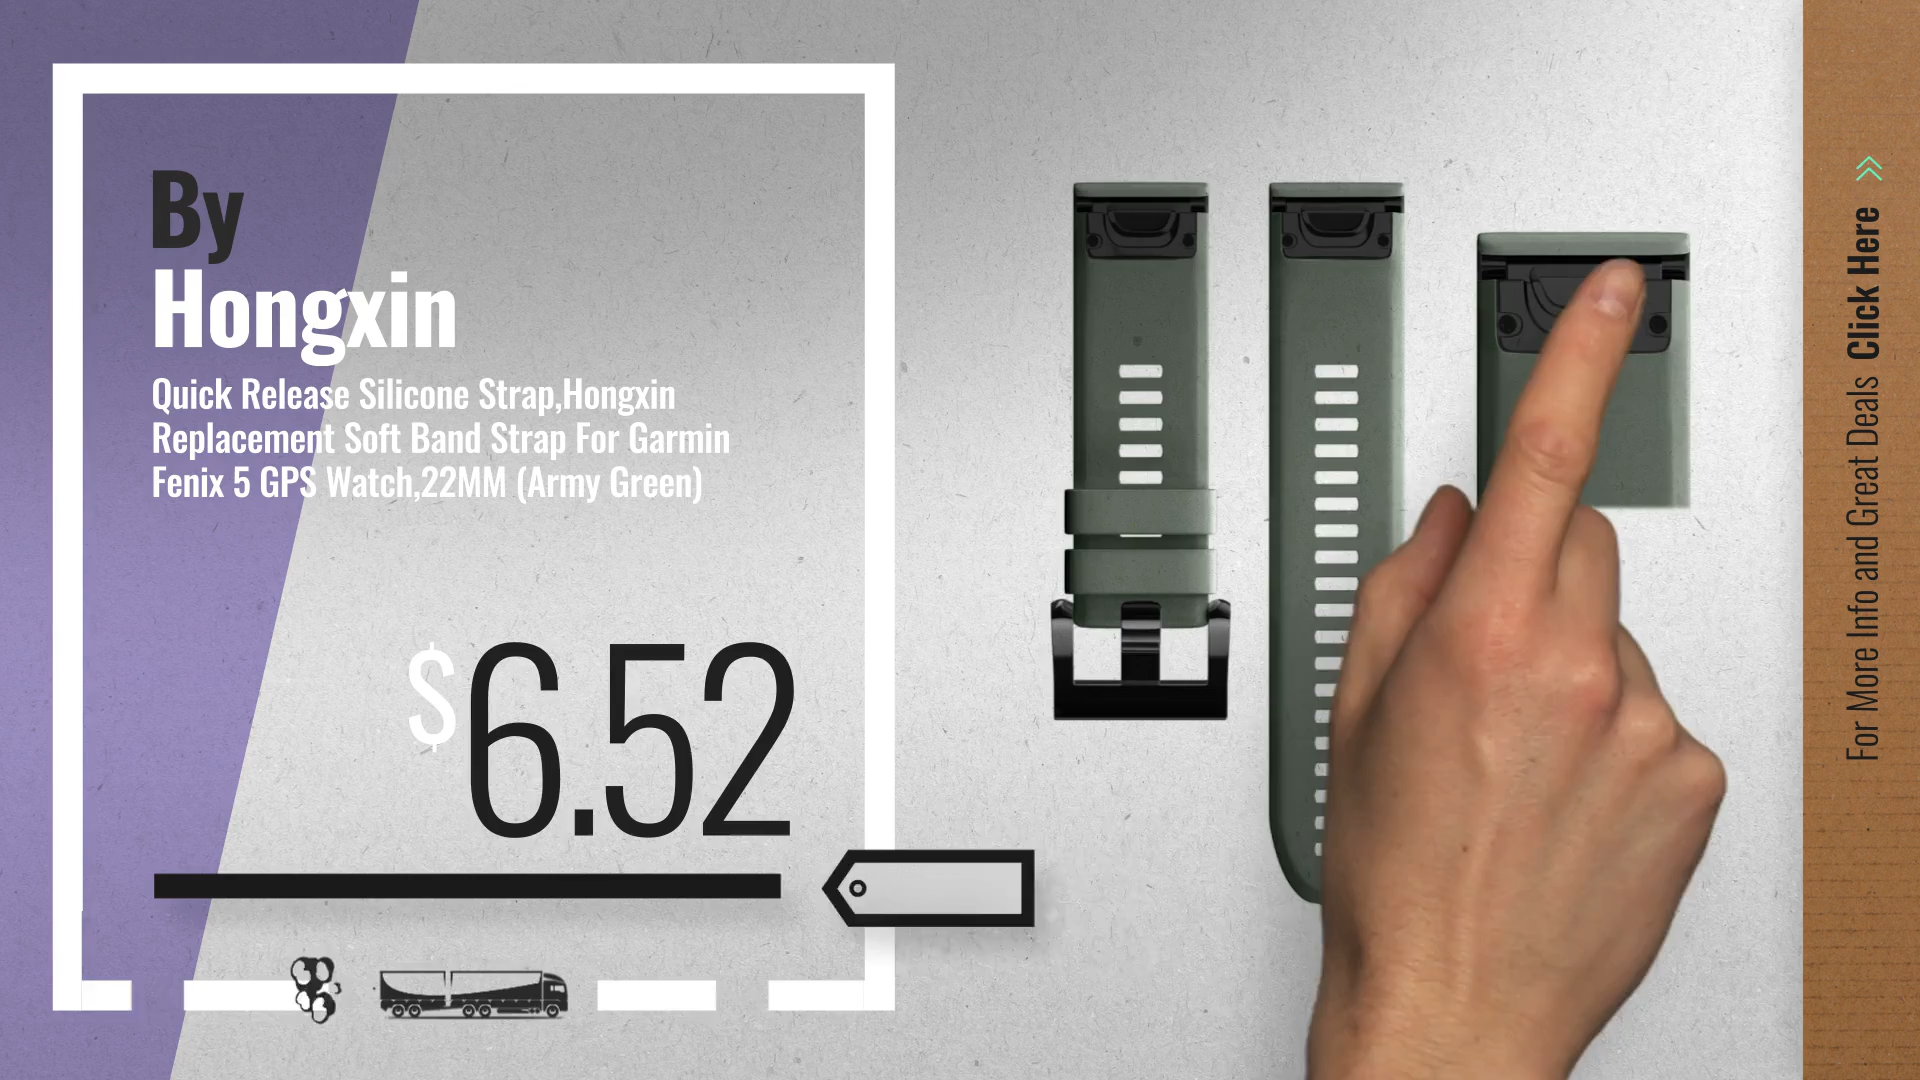 By
Hongxin
Quick Release Silicone Strap,Hongxin
Replacement Soft Band Strap For Garmin
Fenix 5 GPS Watch,22MM (Army Green)
$6.52
For More Info and Great Deals Click Here